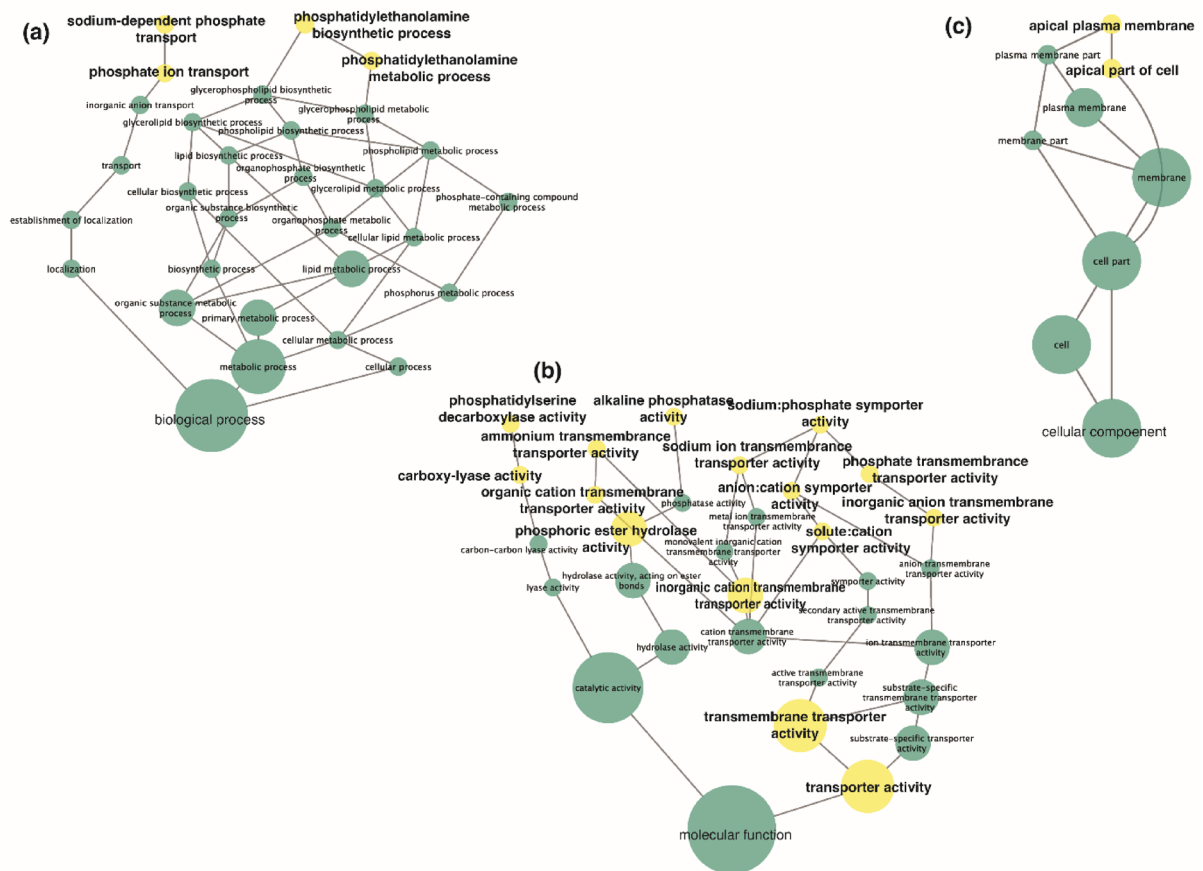 (a)
sodium-dependent phosphate
transport
phosphatidylethanolamine
biosynthetic process
phosphate ion transport
phosphatidylethanolamine
metabolic process
inorganic anion transport
glycerophospholipid biosynthetic
process
glycerophospholipid metabolic
process
glycerolipid biosynthetic process
phospholipid biosynthetic process
phospholipid metabolic process
transport
lipid biosynthetic process
organophosphate biosynthetic
process
cellular biosynthetic process
glycerolipid metabolic process
phosphate-containing compound
metabolic process
organic substance biosynthetic
process
establishment of localization
organophosphate metabolic
process
cellular lipid metabolic process
localization
biosynthetic process
lipid metabolic process
phosphorus metabolic process
organic substance metabolic
process
primary metabolic process
cellular metabolic process
metabolic process
cellular process
biological process
(b)
phosphatidylserine
decarboxylase activity
alkaline phosphatase
activity
sodium:phosphate symporter
activity
ammonium transmembrance
transporter activity
sodium ion transmembrance
transporter activity
phosphate transmembrance
transporter activity
carboxy-lyase activity
organic cation transmembrane
transporter activity
anion:cation symporter
activity
inorganic anion transmembrane
transporter activity
phosphatase activity
metal ion transmembrane
transporter activity
phosphoric ester hydrolase
activity
solute:cation
symporter activity
carbon-carbon lyase activity
monovalent inorganic cation
transmembrane transporter
activity
anion transmembrane
transporter activity
lyase activity
hydrolase activity, acting on ester
bonds
inorganic cation transmembrane
transporter activity
symporter activity
secondary active transmembrane
transporter activity
hydrolase activity
cation transmembrane
transporter activity
ion transmembrane transporter
activity
catalytic activity
active transmembrane
transporter activity
substrate-specific
transmembrane transporter
activity
transmembrane transporter
activity
substrate-specific transporter
activity
transporter activity
molecular function
(c)
apical plasma membrane
plasma membrane part
apical part of cell
plasma membrane
membrane part
membrane
cell part
cell
cellular compoenent